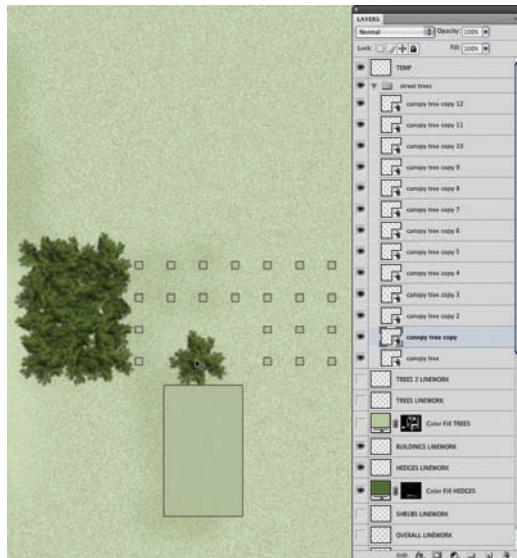 LAYERS
Normal Opacity: 100%
Lock: Fill: 100%
TEMP
street trees
canopy tree copy 12
canopy tree copy 11
canopy tree copy 10
canopy tree copy 9
canopy tree copy 8
canopy tree copy 7
canopy tree copy 6
canopy tree copy 5
canopy tree copy 4
canopy tree copy 3
canopy tree copy 2
canopy tree copy
canopy tree
TREES 2 LINEWORK
TREES LINEWORK
Color Fill TREES
BUILDINGS LINEWORK
HEDGES LINEWORK
Color Fill HEDGES
SHRUBS LINEWORK
OVERALL LINEWORK